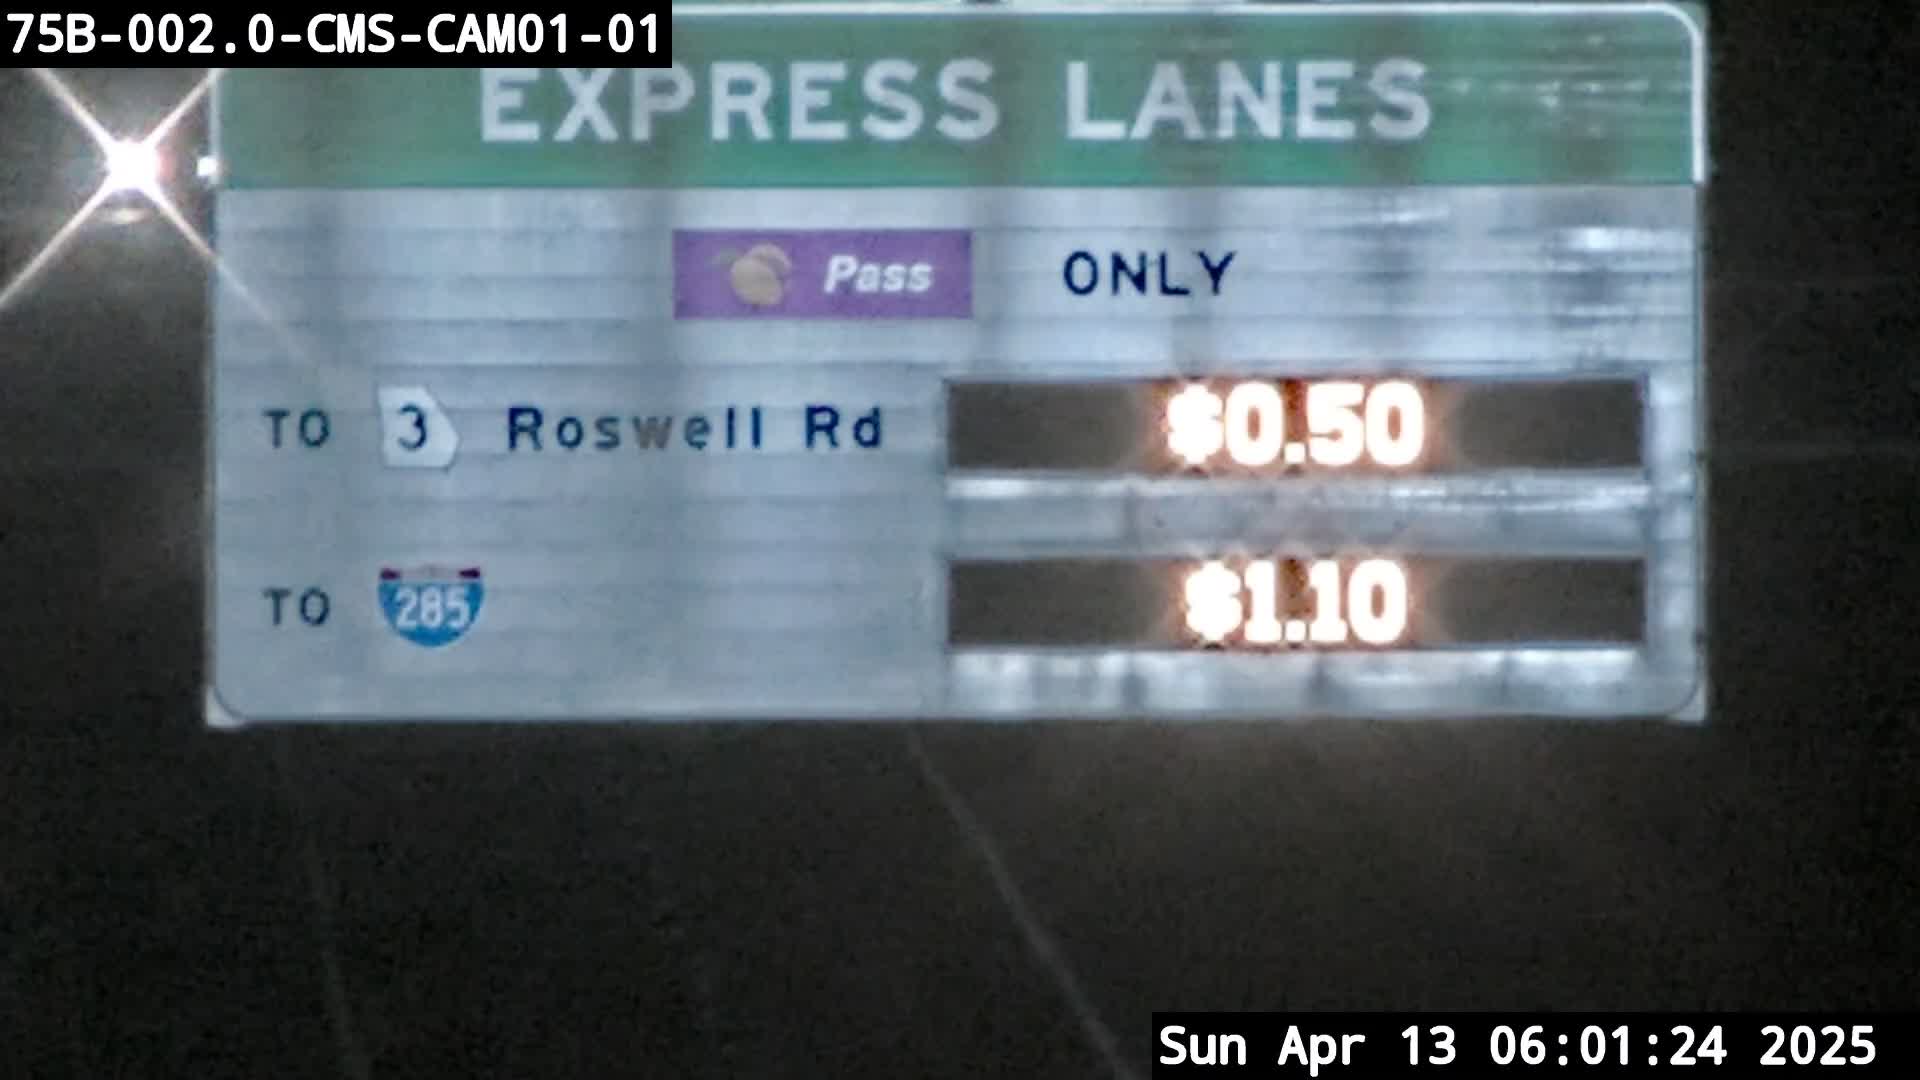 75B-002.0-CMS-CAM01-01
EXPRESS LANES
Pass ONLY
TO 3 Roswell Rd $0.50
TO 285 $1.10
Sun Apr 13 06:01:24 2025